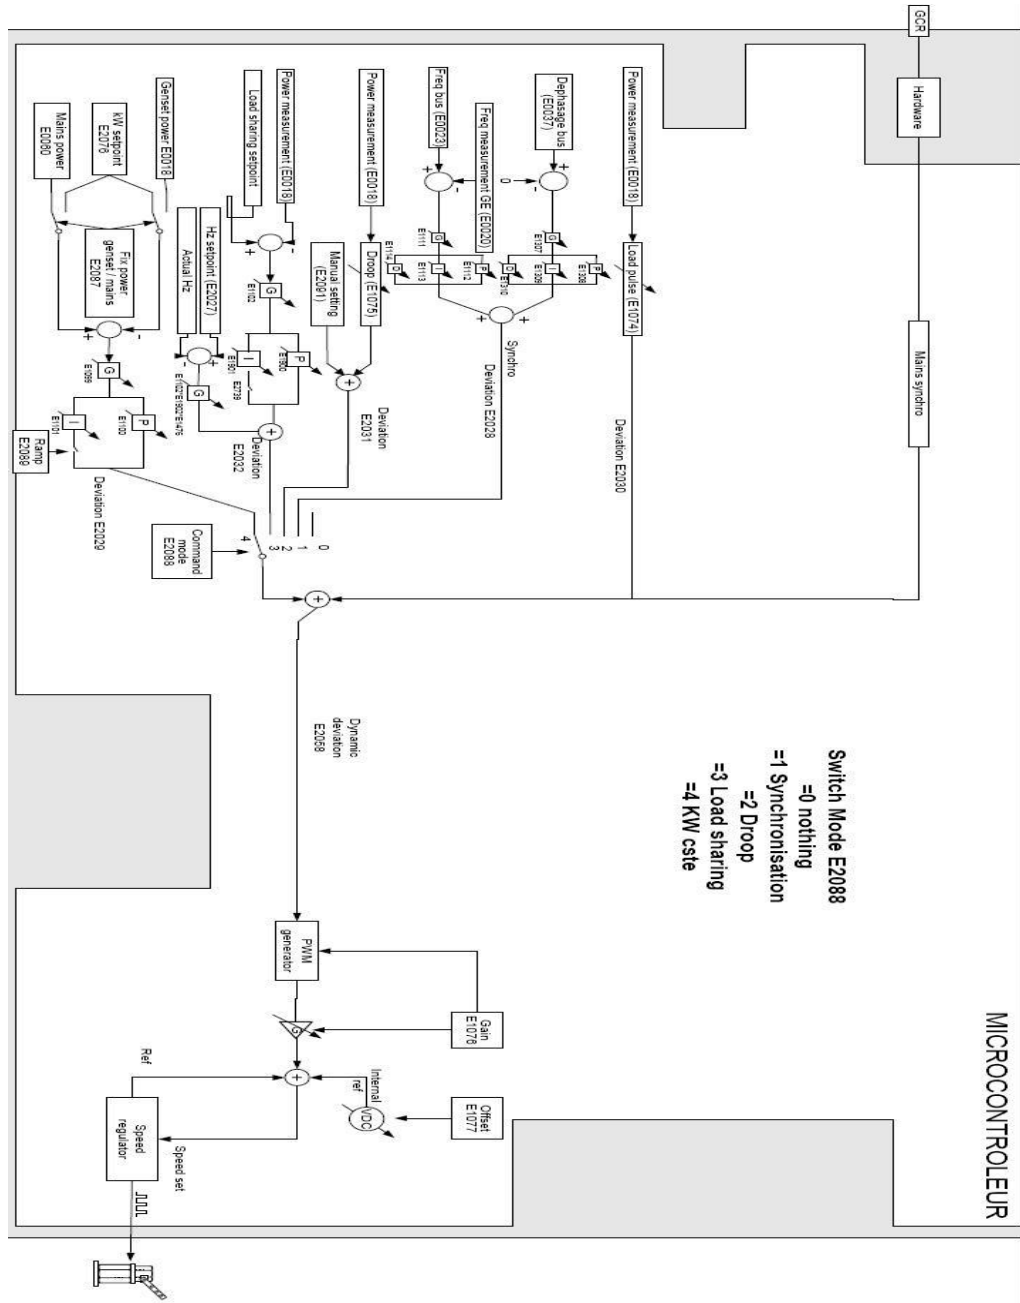 MICROCONTROLEUR
GCR
Hardware
Mains synchro
Power measurement (E0018)
Load pulse (E1074)
Deviation E2030
Dephasage bus
(E0037)
0
Freq measurement GE (E0020)
Freq bus (E0023)
+
-
-
+
G
E1307
G
E1111
P
E1308
I
E1309
D
E1310
P
E1112
I
E1113
D
E1114
+
+
Synchro
Deviation E2028
Power measurement (E0018)
Droop (E1075)
Manual setting
(E2091)
+
Deviation
E2031
Power measurement (E0018)
Load sharing setpoint
-
+
G
E1102
P
E1900
I
E1901
E2739
Hz setpoint (E2027)
Actual Hz
+
-
G
E1102*E1902*E1476
+
Deviation
E2032
Genset power E0018
kW setpoint
E2076
Mains power
E0060
Fix power
genset / mains
E2087
-
+
G
E1099
P
E1100
I
E1101
Ramp
E2089
Deviation E2029
0
1
2
3
4
Command
mode
E2088
+
Dynamic
deviation
E2058
Switch Mode E2088
=0 nothing
=1 Synchronisation
=2 Droop
=3 Load sharing
=4 KW cste
PWM
generator
Gain
E1076
G
Offset
E1077
VDC
Internal
ref
+
Ref
Speed set
Speed
regulator